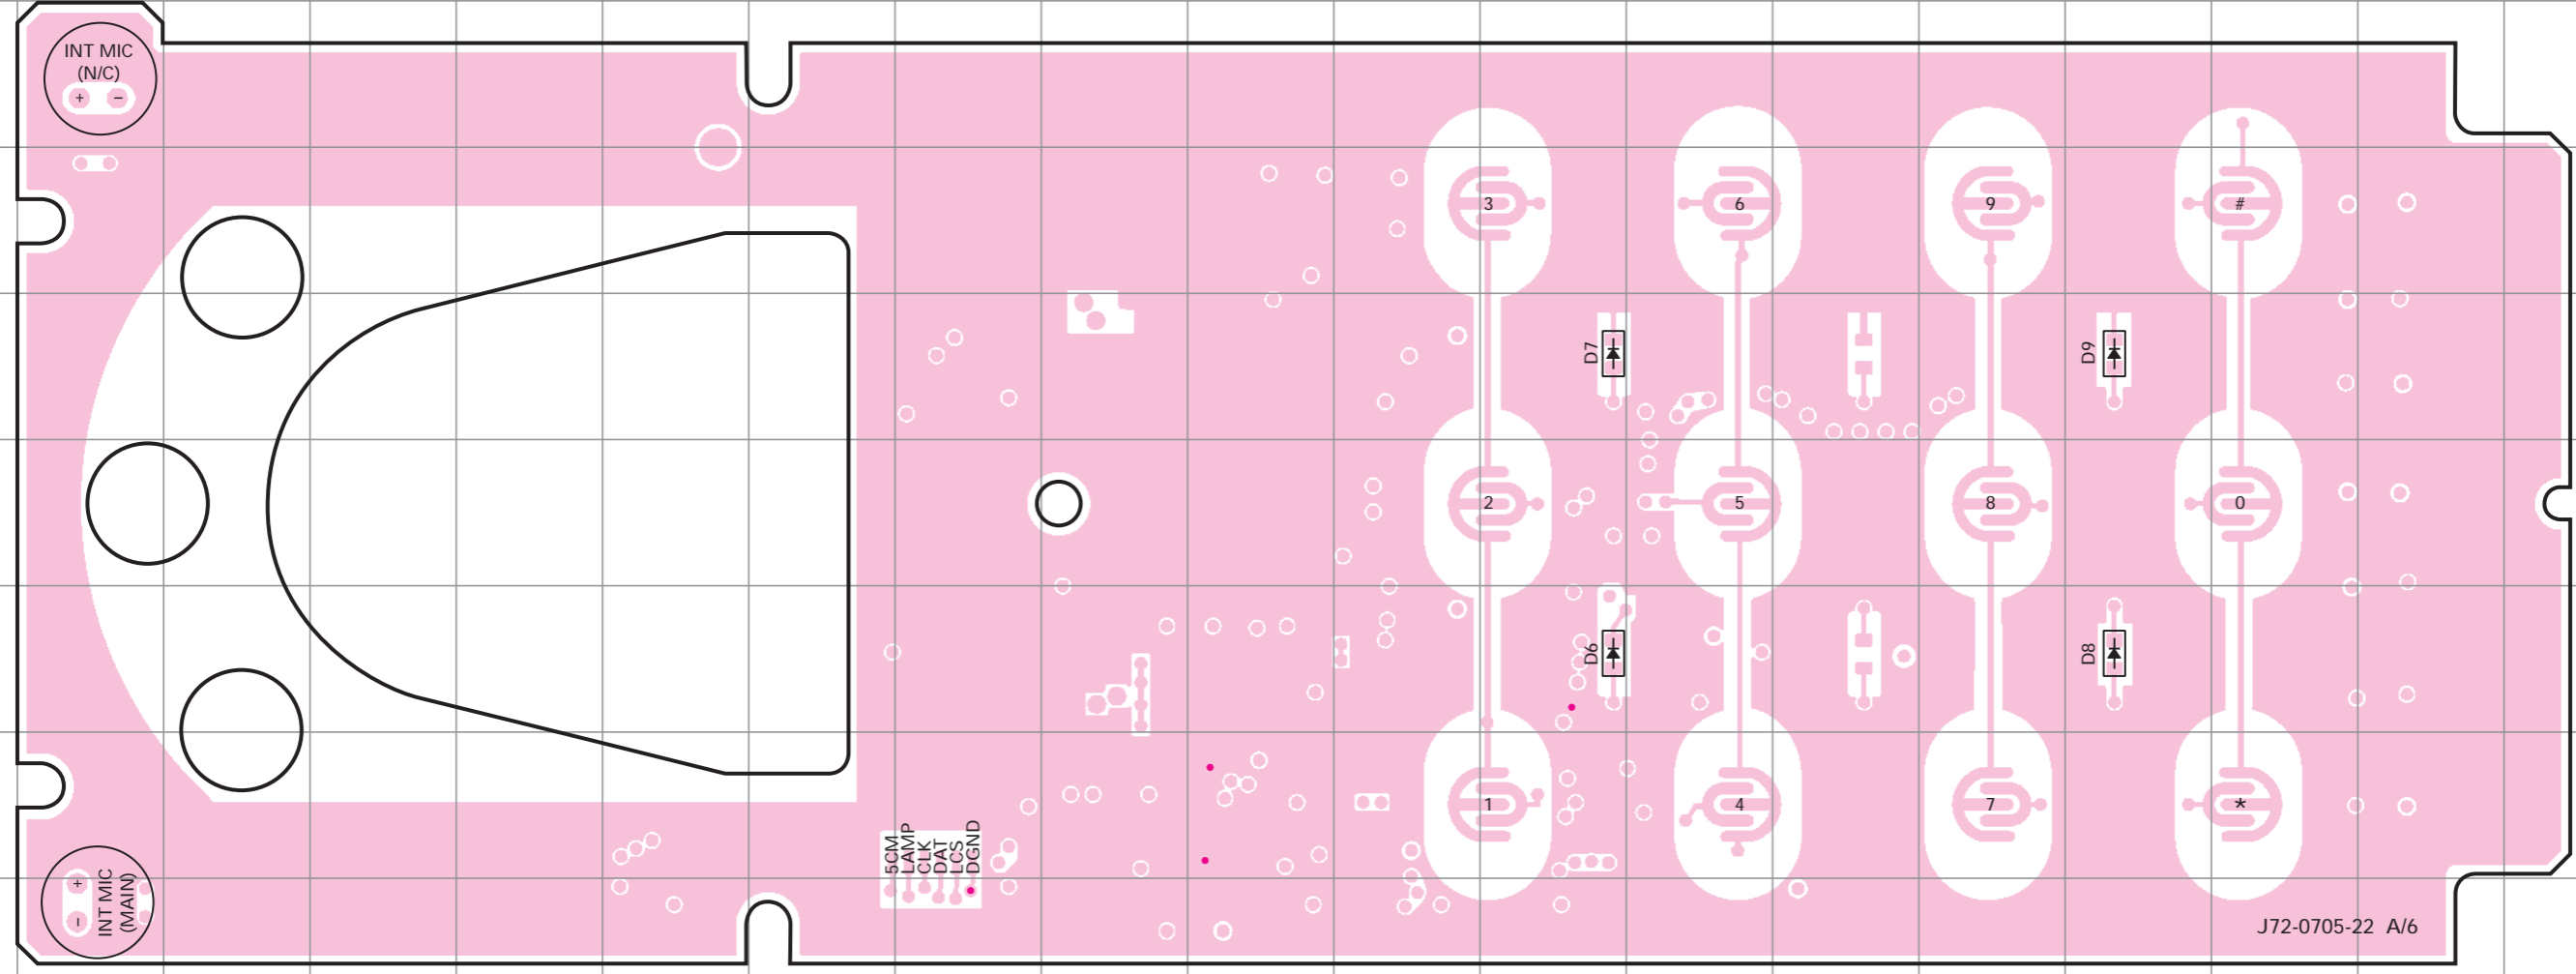 INT MIC
(N/C)
+ −
3
6
9
#
D7
D9
2
5
8
0
D6
D8
1
4
7
*
5CM
LAMP
CLK
DAT
LCS
DGND
+
−
INT MIC
(MAIN)
J72-0705-22 A/6